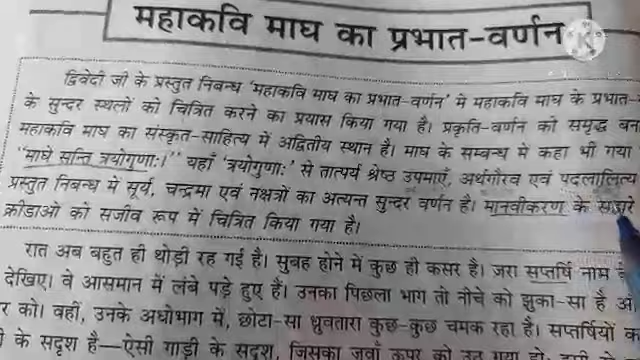 महाकवि माघ का प्रभात-वर्णन
द्विवेदी जी के प्रस्तुत निबन्ध 'महाकवि माघ का प्रभात-वर्णन' में महाकवि माघ के प्रभात-
के सुन्दर स्थलों को चित्रित करने का प्रयास किया गया है। प्रकृति-वर्णन को समृद्ध
महाकवि माघ का संस्कृत-साहित्य में अद्वितीय स्थान है। माघ के सम्बन्ध में कहा भी गया
"माघे सन्ति त्रयोगुणाः।" यहाँ 'त्रयोगुणाः' से तात्पर्य श्रेष्ठ उपमाएँ, अर्थगौरव एवं पदलालित्य
प्रस्तुत निबन्ध में सूर्य, चन्द्रमा एवं नक्षत्रों का अत्यन्त सुन्दर वर्णन है। मानवीकरण के
क्रीडाओं को सजीव रूप में चित्रित किया गया है।
रात अब बहुत ही थोड़ी रह गई है। सुबह होने में कुछ ही कसर है। जरा सप्तर्षि नाम
देखिए। वे आसमान में लंबे पड़े हुए हैं। उनका पिछला भाग तो नीचे को झुका-सा है
र को। वहीं, उनके अधोभाग में, छोटा-सा ध्रुवतारा कुछ-कुछ चमक रहा है। सप्तर्षियों
के सदृश है—ऐसी गाड़ी के सदृश, जिसका जुवाँ ऊपर को उठ गया हो